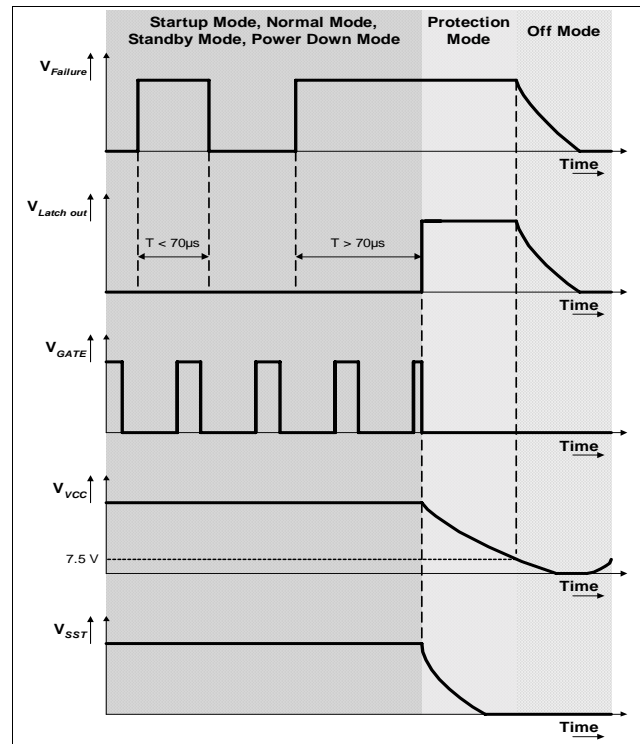 Startup Mode, Normal Mode,
Standby Mode, Power Down Mode
Protection
Mode
Off Mode
VFailure
Time
VLatch out
T < 70µs
T > 70µs
Time
VGATE
Time
VVCC
7.5 V
Time
VSST
Time